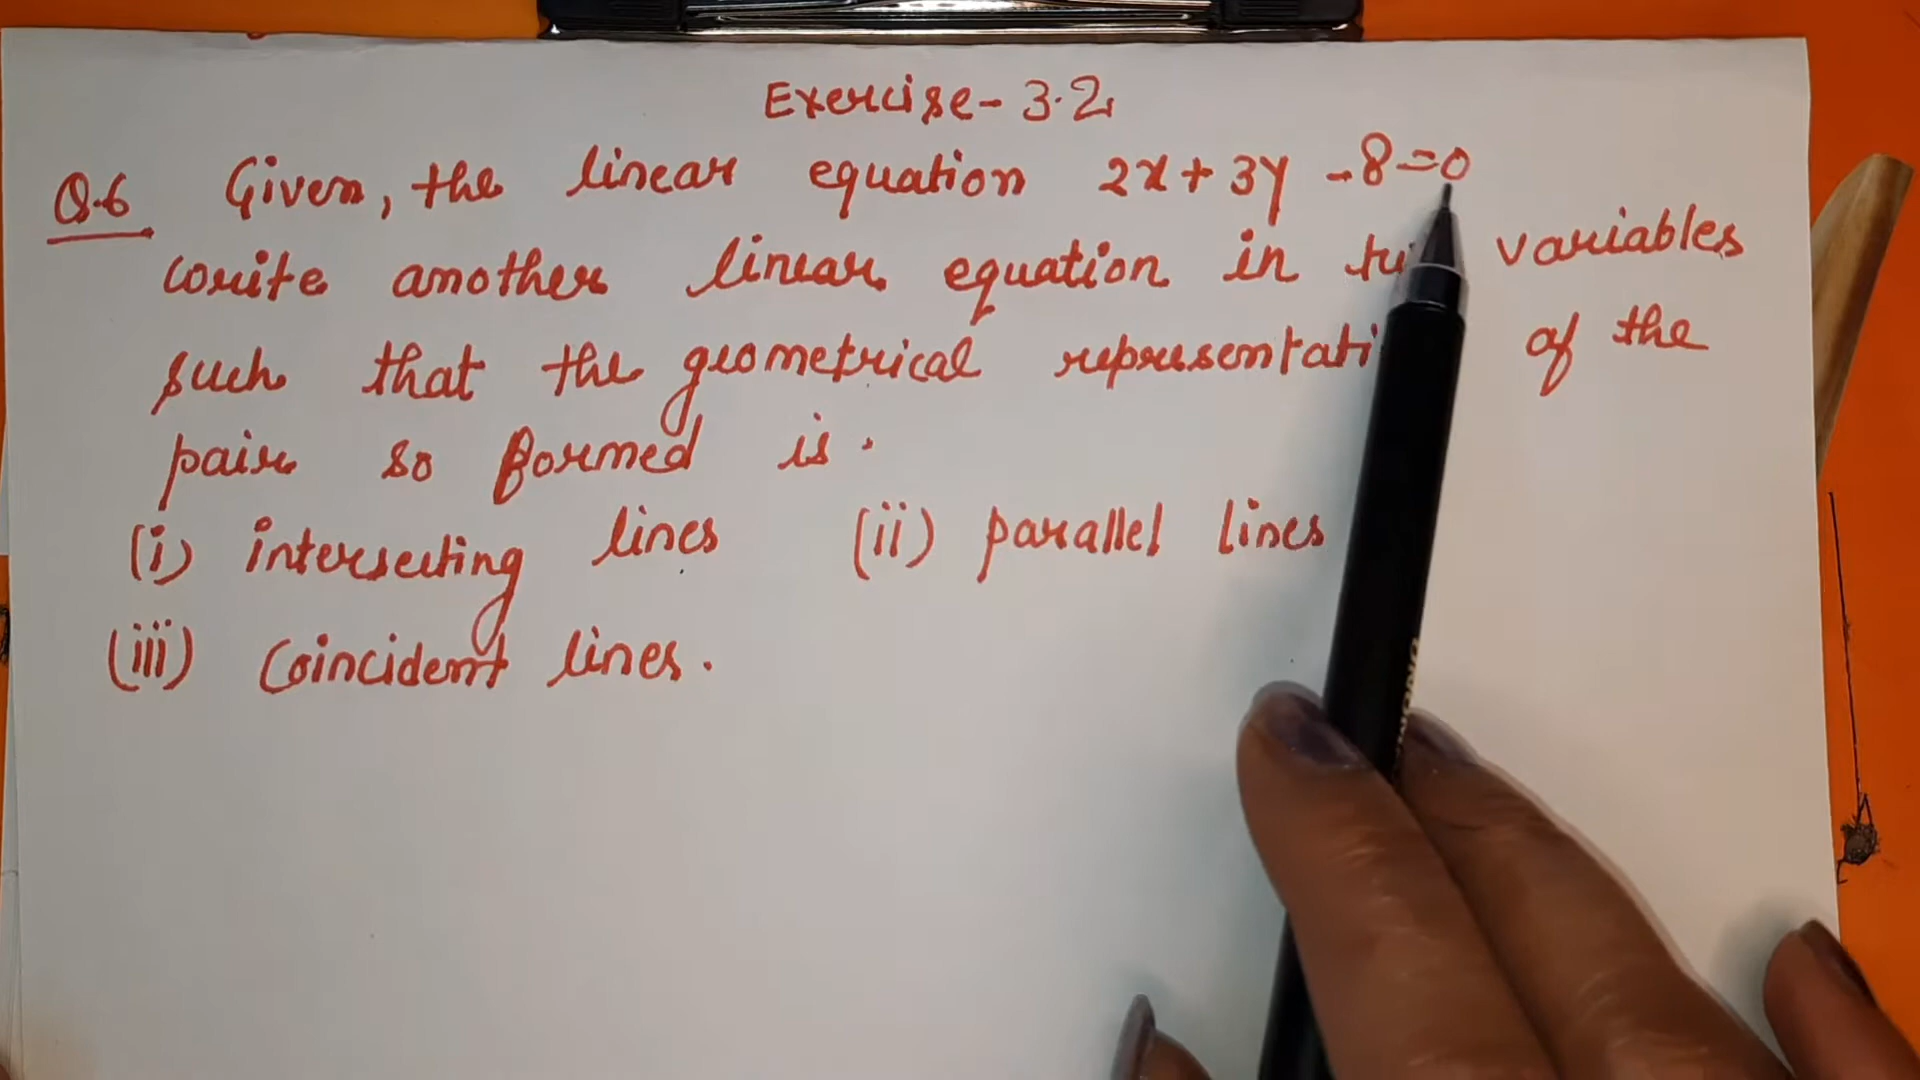 Exercise - 3.2
Q.6 Given, the linear equation 2x + 3y - 8 = 0
write another linear equation in variables
such that the geometrical of the
pair so formed is .
(i) intersecting lines (ii) parallel lines
(iii) Coincident lines.